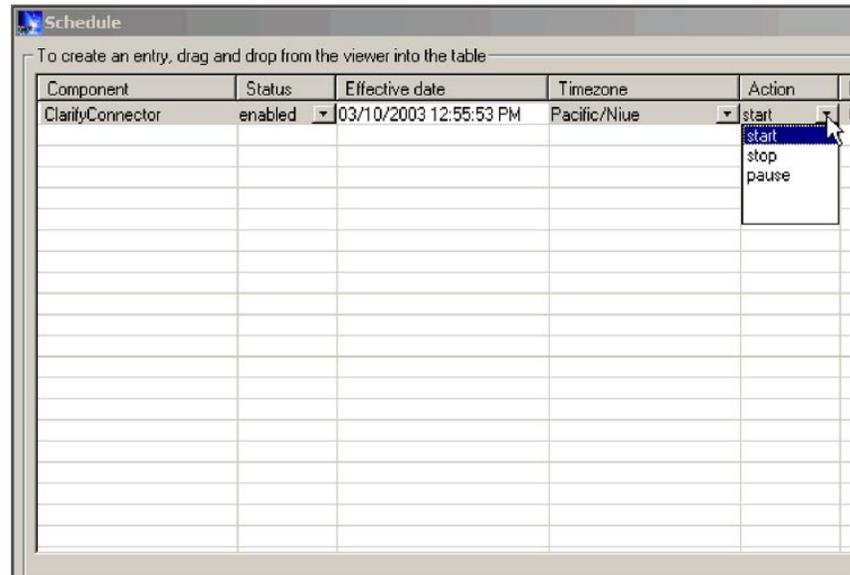 Schedule
To create an entry, drag and drop from the viewer into the table
Component Status Effective date Timezone Action
ClarifyConnector enabled 03/10/2003 12:55:53 PM Pacific/Niue start
start
stop
pause